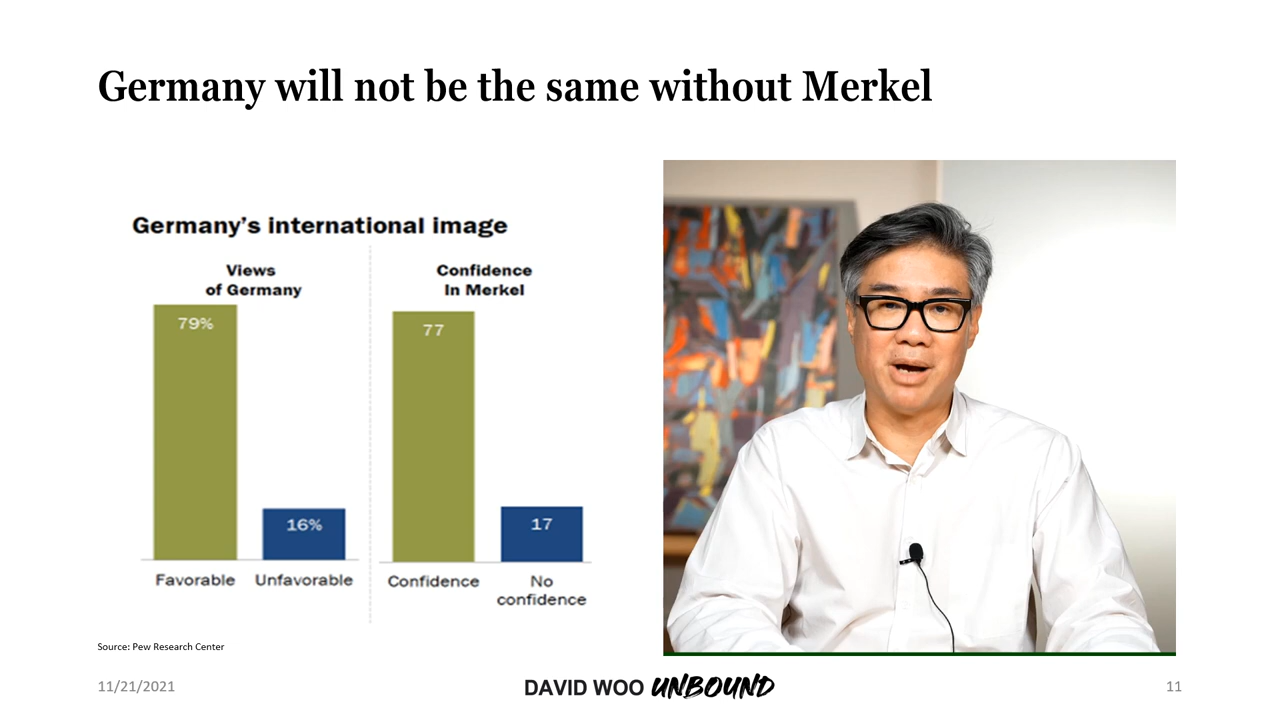 Germany will not be the same without Merkel
Germany's international image
Views
of Germany
Confidence
In Merkel
79%
16%
77
17
Favorable
Unfavorable
Confidence
No
confidence
Source: Pew Research Center
11/21/2021
DAVID WOO UNBOUND
11